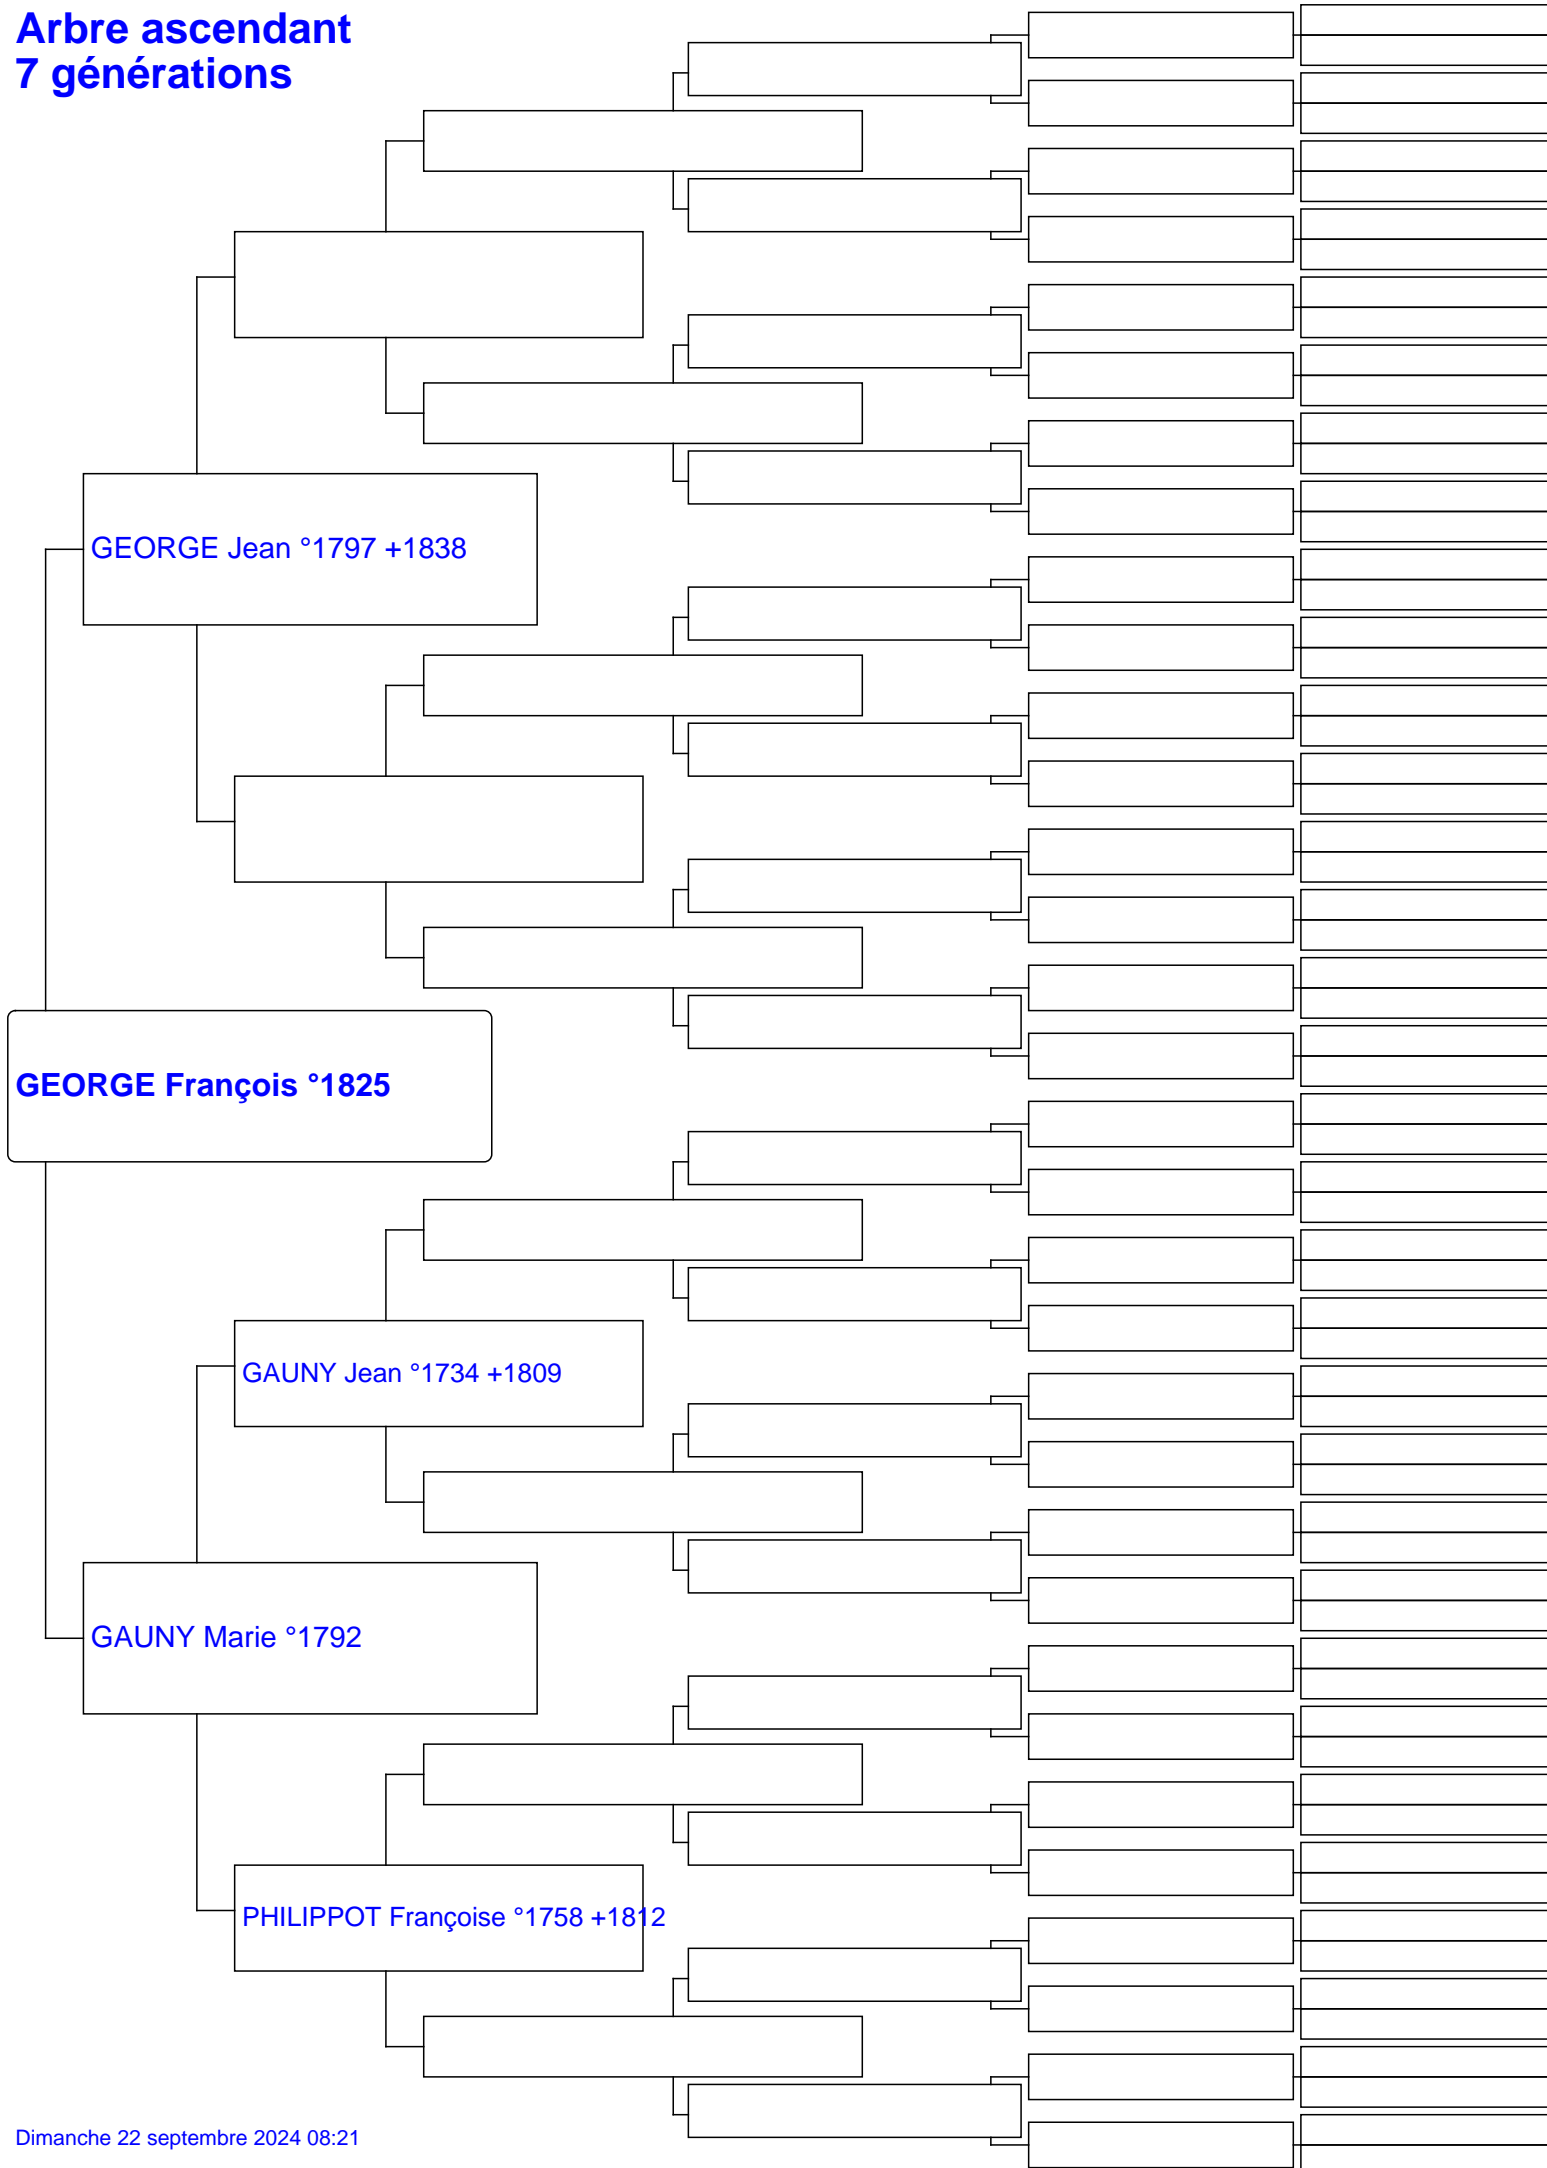 Arbre ascendant
7 générations
GEORGE Jean °1797 +1838
GEORGE François °1825
GAUNY Jean °1734 +1809
GAUNY Marie °1792
PHILIPPOT Françoise °1758 +1812
Dimanche 22 septembre 2024 08:21